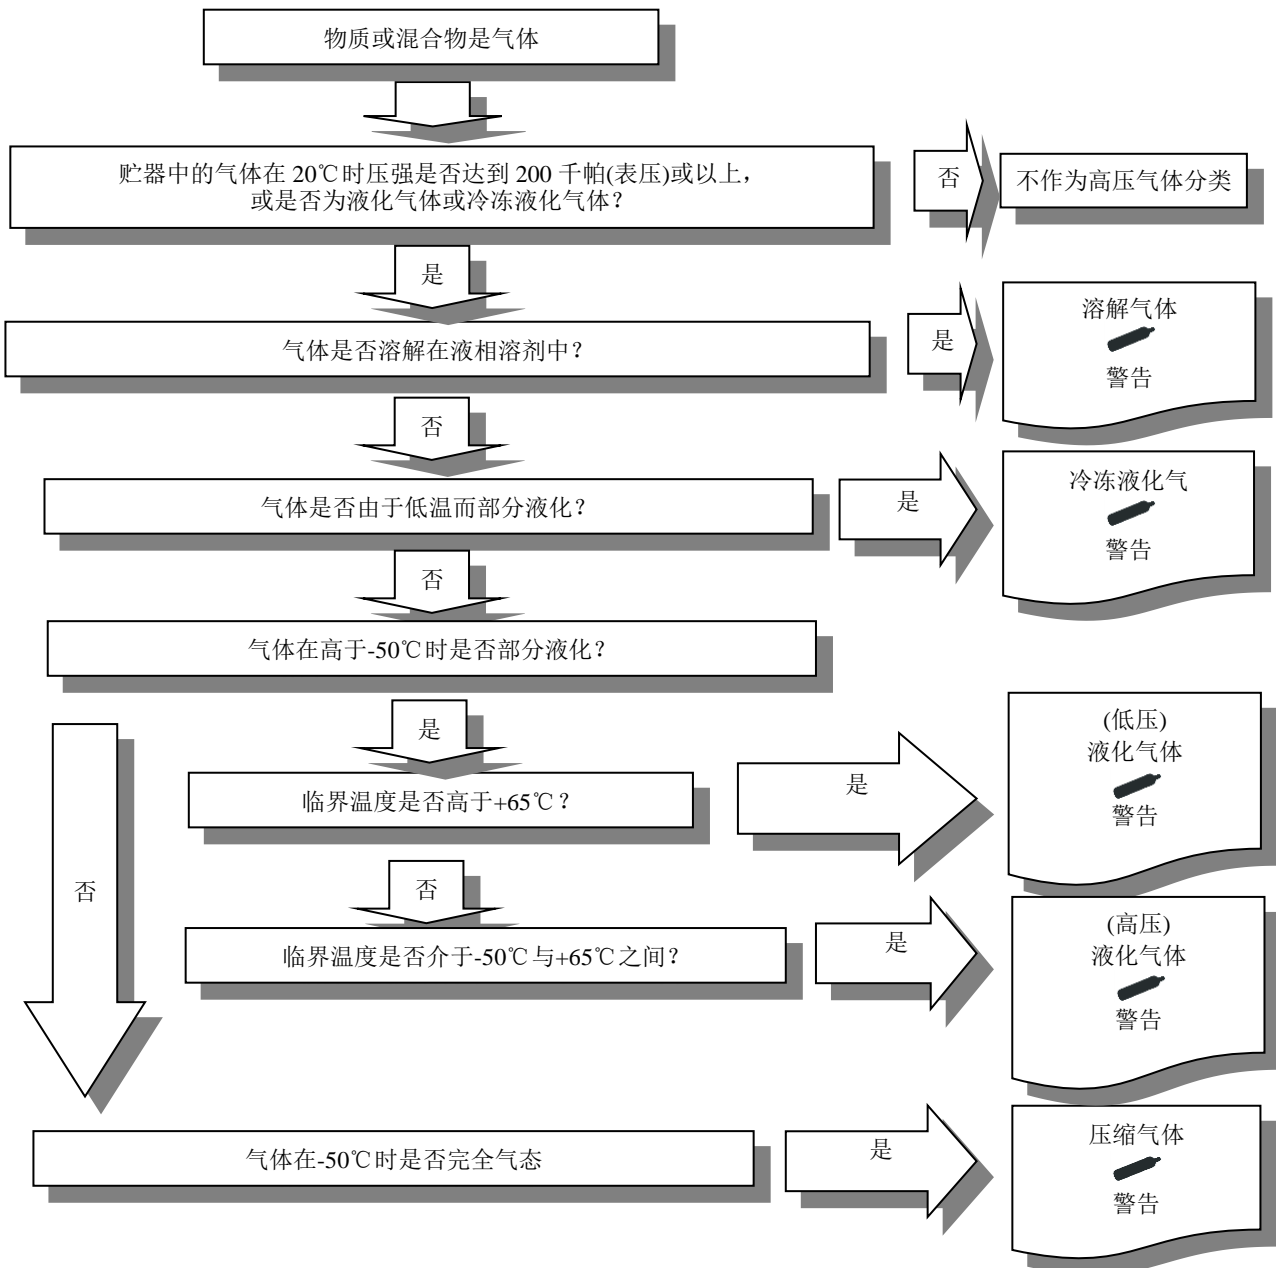 物质或混合物是气体
贮器中的气体在 20℃时压强是否达到 200 千帕(表压)或以上，
或是否为液化气体或冷冻液化气体？
否
不作为高压气体分类
是
气体是否溶解在液相溶剂中？
是
溶解气体
警告
否
气体是否由于低温而部分液化？
是
冷冻液化气
警告
否
气体在高于-50℃时是否部分液化？
是
临界温度是否高于+65℃？
是
(低压)
液化气体
警告
否
否
临界温度是否介于-50℃与+65℃之间？
是
(高压)
液化气体
警告
气体在-50℃时是否完全气态
是
压缩气体
警告